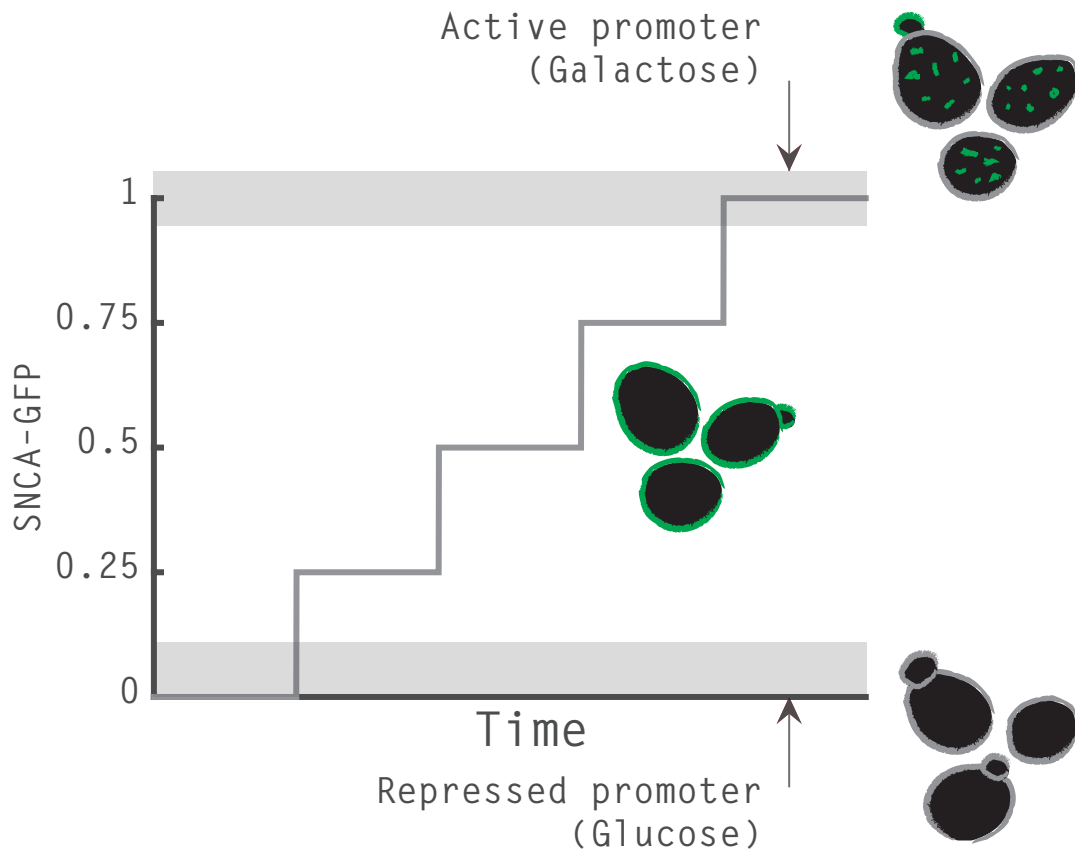 Active promoter
(Galactose)
1
0.75
0.5
0.25
0
SNCA-GFP
Time
Repressed promoter
(Glucose)